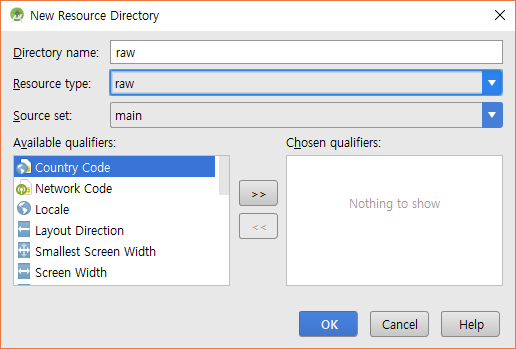 New Resource Directory
Directory name: raw
Resource type: raw
Source set: main
Available qualifiers:
Chosen qualifiers:
Country Code
Network Code
Locale
Layout Direction
Smallest Screen Width
Screen Width
>>
<<
Nothing to show
OK Cancel Help